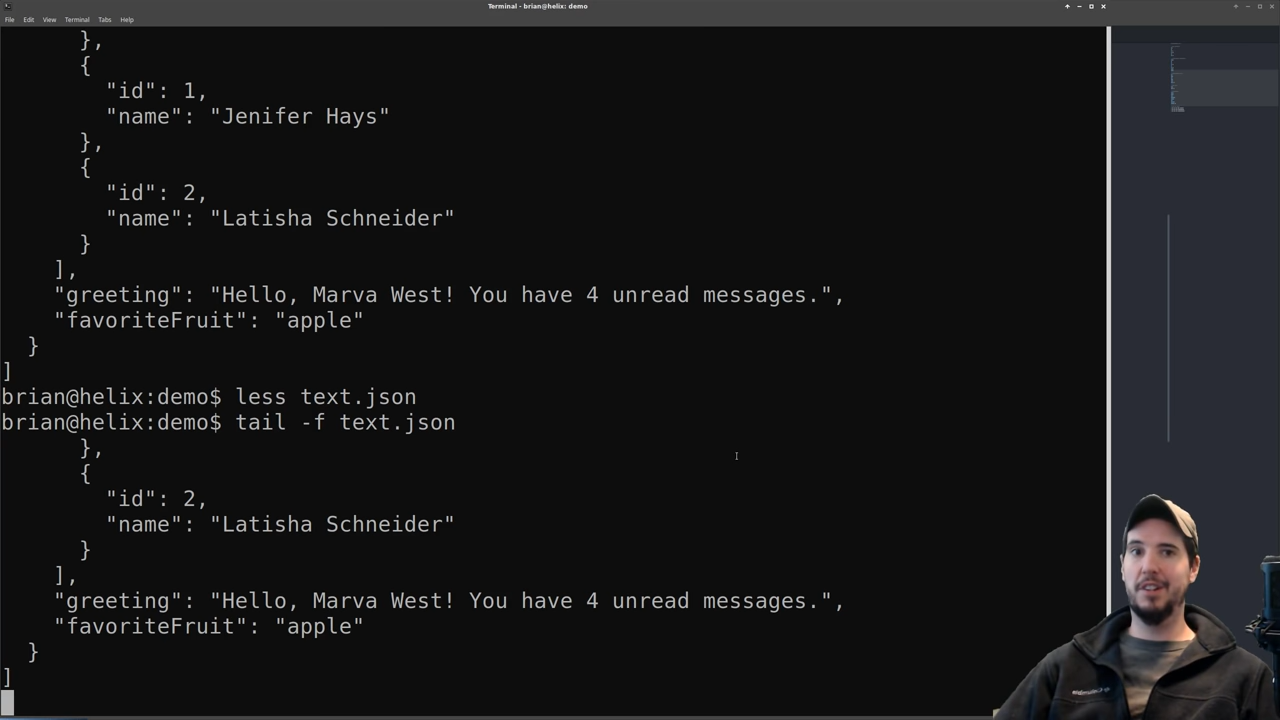 Terminal - brian@helix: demo
File Edit View Terminal Tabs Help
},
{
"id": 1,
"name": "Jenifer Hays"
},
{
"id": 2,
"name": "Latisha Schneider"
}
],
"greeting": "Hello, Marva West! You have 4 unread messages.",
"favoriteFruit": "apple"
}
]
brian@helix:demo$ less text.json
brian@helix:demo$ tail -f text.json
},
{
"id": 2,
"name": "Latisha Schneider"
}
],
"greeting": "Hello, Marva West! You have 4 unread messages.",
"favoriteFruit": "apple"
}
]